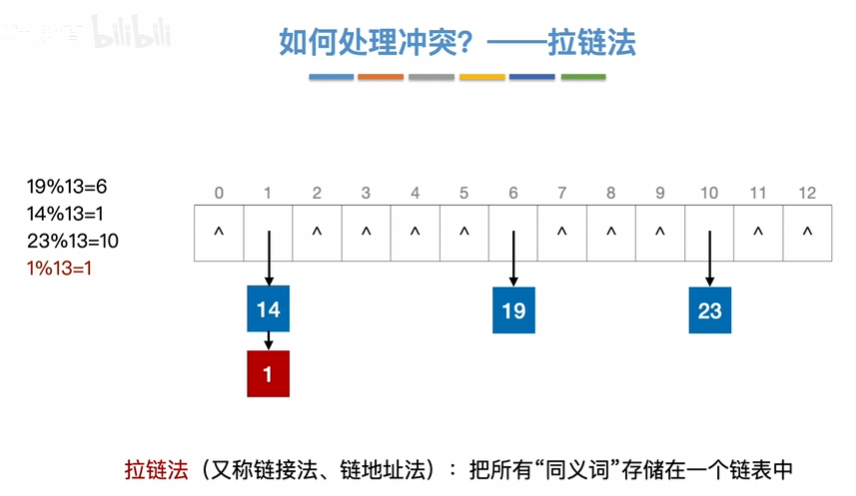 bilibili
如何处理冲突？——拉链法
19%13=6
14%13=1
23%13=10
1%13=1
0 1 2 3 4 5 6 7 8 9 10 11 12
^ ^ ^ ^ ^ ^ ^ ^ ^ ^
14 19 23
1
拉链法（又称链接法、链地址法）：把所有“同义词”存储在一个链表中